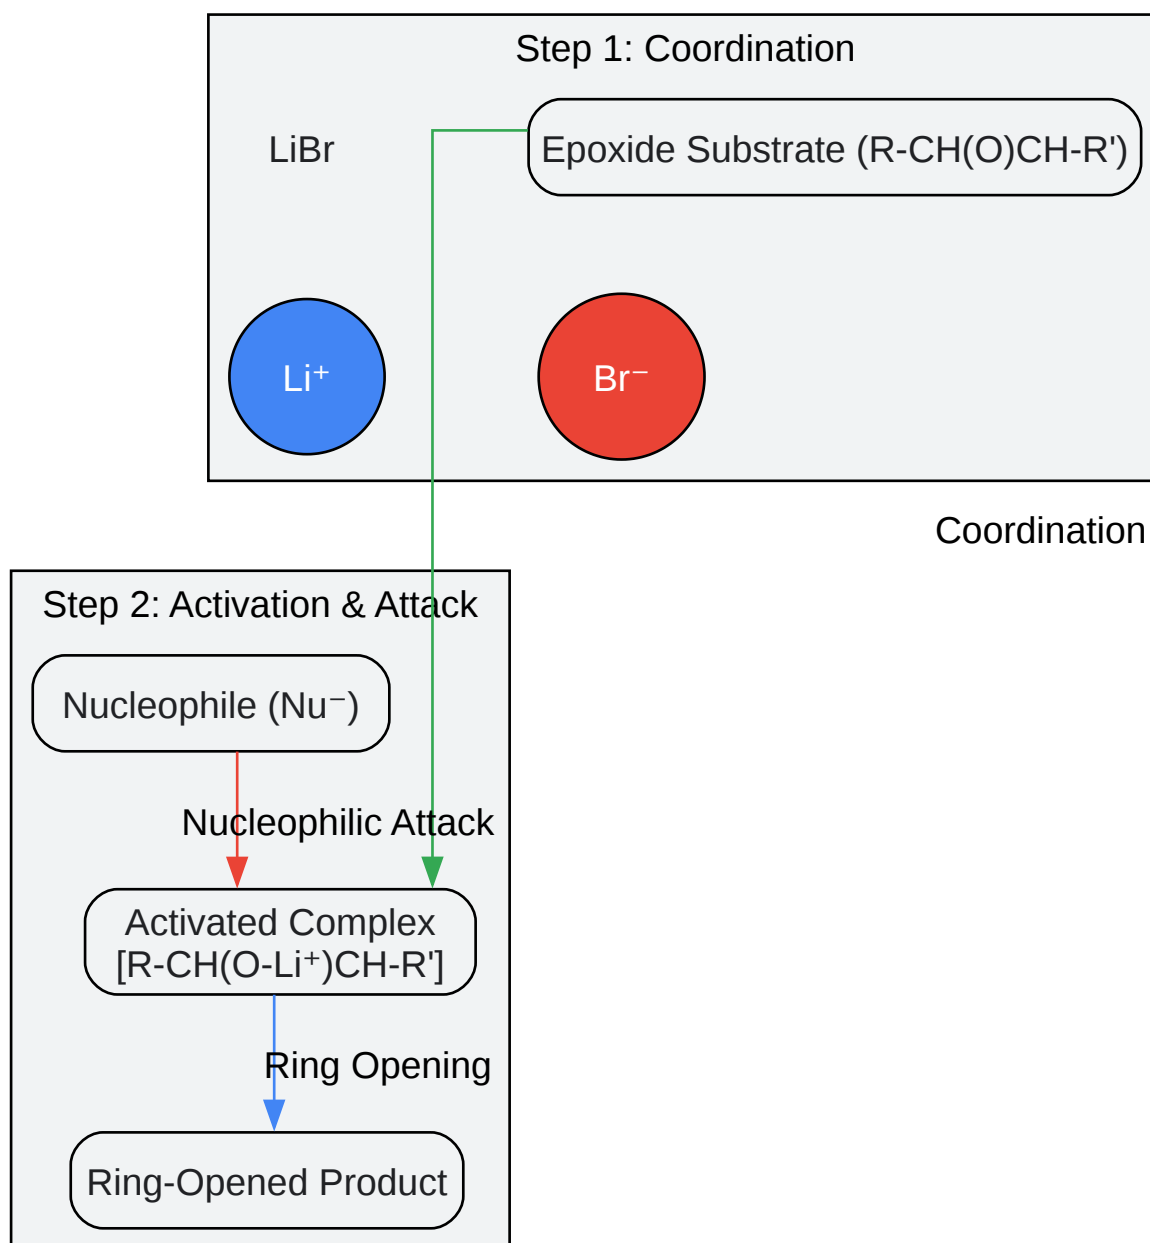 Step 1: Coordination
LiBr
Epoxide Substrate (R-CH(O)CH-R')
Li⁺
Br⁻
Coordination
Step 2: Activation & Attack
Nucleophile (Nu⁻)
Nucleophilic Attack
Activated Complex
[R-CH(O-Li⁺)CH-R']
Ring Opening
Ring-Opened Product